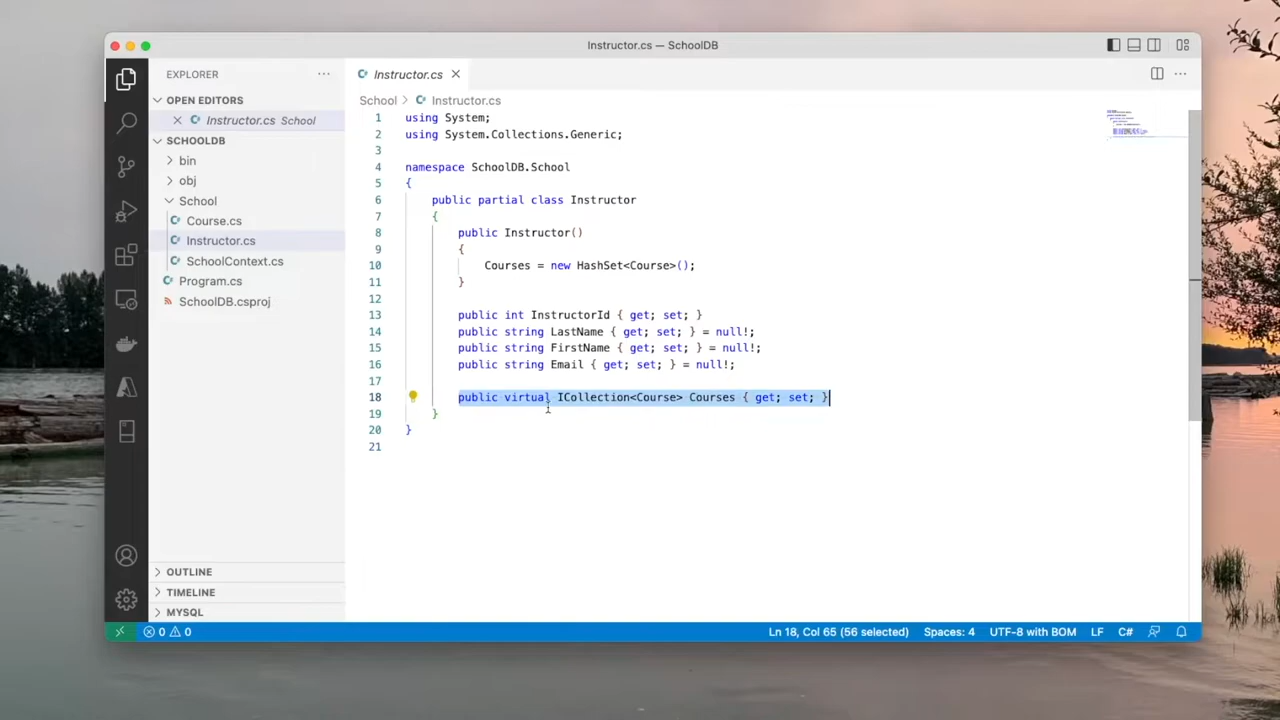 Instructor.cs — SchoolDB
EXPLORER
Instructor.cs
OPEN EDITORS
School
Instructor.cs
Instructor.cs School
SCHOOLDB
bin
obj
School
Course.cs
Instructor.cs
SchoolContext.cs
Program.cs
SchoolDB.csproj
OUTLINE
TIMELINE
MYSQL
1 using System;
2 using System.Collections.Generic;
3
4 namespace SchoolDB.School
5 {
6 public partial class Instructor
7 {
8 public Instructor()
9 {
10 Courses = new HashSet<Course>();
11 }
12
13 public int InstructorId { get; set; }
14 public string LastName { get; set; } = null!;
15 public string FirstName { get; set; } = null!;
16 public string Email { get; set; } = null!;
17
18 public virtual ICollection<Course> Courses { get; set; }
19 }
20 }
21
0 0
Ln 18, Col 65 (56 selected) Spaces: 4 UTF-8 with BOM LF C#